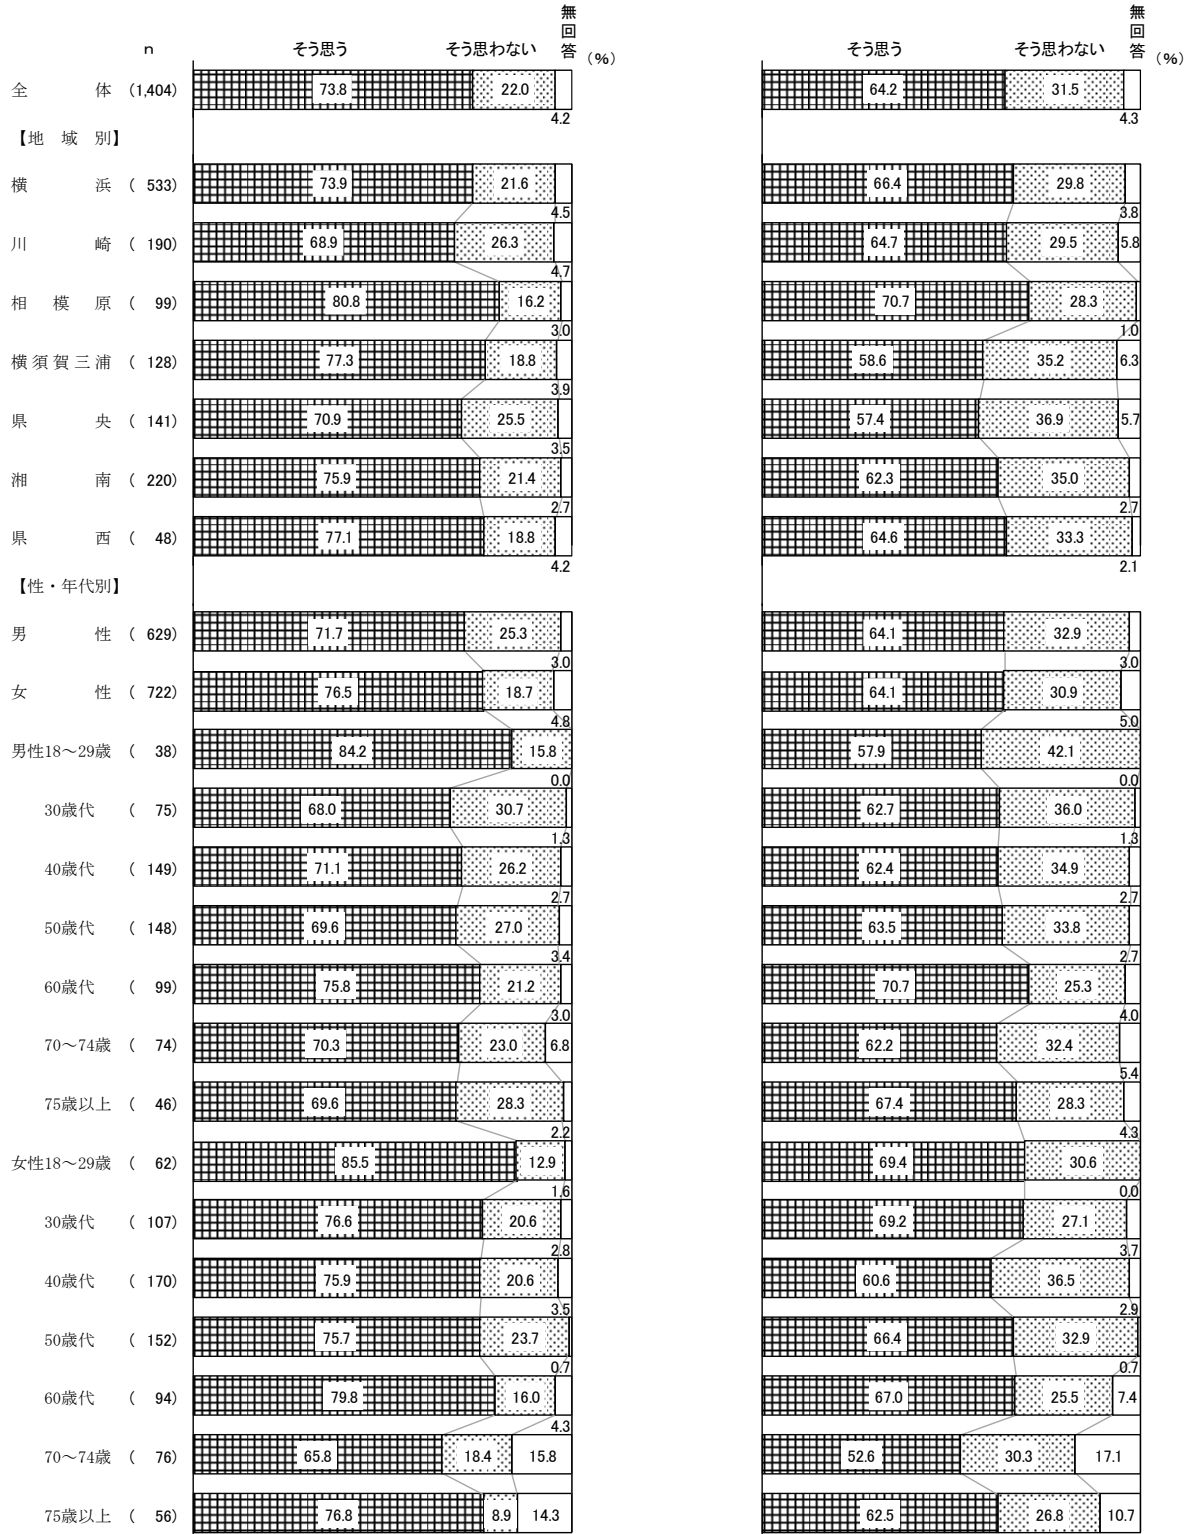 無回答 無回答
n そう思う そう思わない (%) そう思う そう思わない (%)
全体 (1,404) 73.8 22.0 64.2 31.5
4.2 4.3
【地域別】
横浜 ( 533) 73.9 21.6 66.4 29.8
4.5 3.8
川崎 ( 190) 68.9 26.3 64.7 29.5 5.8
4.7
相模原 ( 99) 80.8 16.2 70.7 28.3
3.0 1.0
横須賀三浦 ( 128) 77.3 18.8 58.6 35.2 6.3
3.9
県央 ( 141) 70.9 25.5 57.4 36.9 5.7
3.5
湘南 ( 220) 75.9 21.4 62.3 35.0
2.7 2.7
県西 ( 48) 77.1 18.8 64.6 33.3
4.2 2.1
【性・年代別】
男性 ( 629) 71.7 25.3 64.1 32.9
3.0 3.0
女性 ( 722) 76.5 18.7 64.1 30.9
4.8 5.0
男性18～29歳 ( 38) 84.2 15.8 57.9 42.1
0.0 0.0
30歳代 ( 75) 68.0 30.7 62.7 36.0
1.3 1.3
40歳代 ( 149) 71.1 26.2 62.4 34.9
2.7 2.7
50歳代 ( 148) 69.6 27.0 63.5 33.8
3.4 2.7
60歳代 ( 99) 75.8 21.2 70.7 25.3
3.0 4.0
70～74歳 ( 74) 70.3 23.0 6.8 62.2 32.4
5.4
75歳以上 ( 46) 69.6 28.3 67.4 28.3
2.2 4.3
女性18～29歳 ( 62) 85.5 12.9 69.4 30.6
1.6 0.0
30歳代 ( 107) 76.6 20.6 69.2 27.1
2.8 3.7
40歳代 ( 170) 75.9 20.6 60.6 36.5
3.5 2.9
50歳代 ( 152) 75.7 23.7 66.4 32.9
0.7 0.7
60歳代 ( 94) 79.8 16.0 67.0 25.5 7.4
4.3
70～74歳 ( 76) 65.8 18.4 15.8 52.6 30.3 17.1
75歳以上 ( 56) 76.8 8.9 14.3 62.5 26.8 10.7